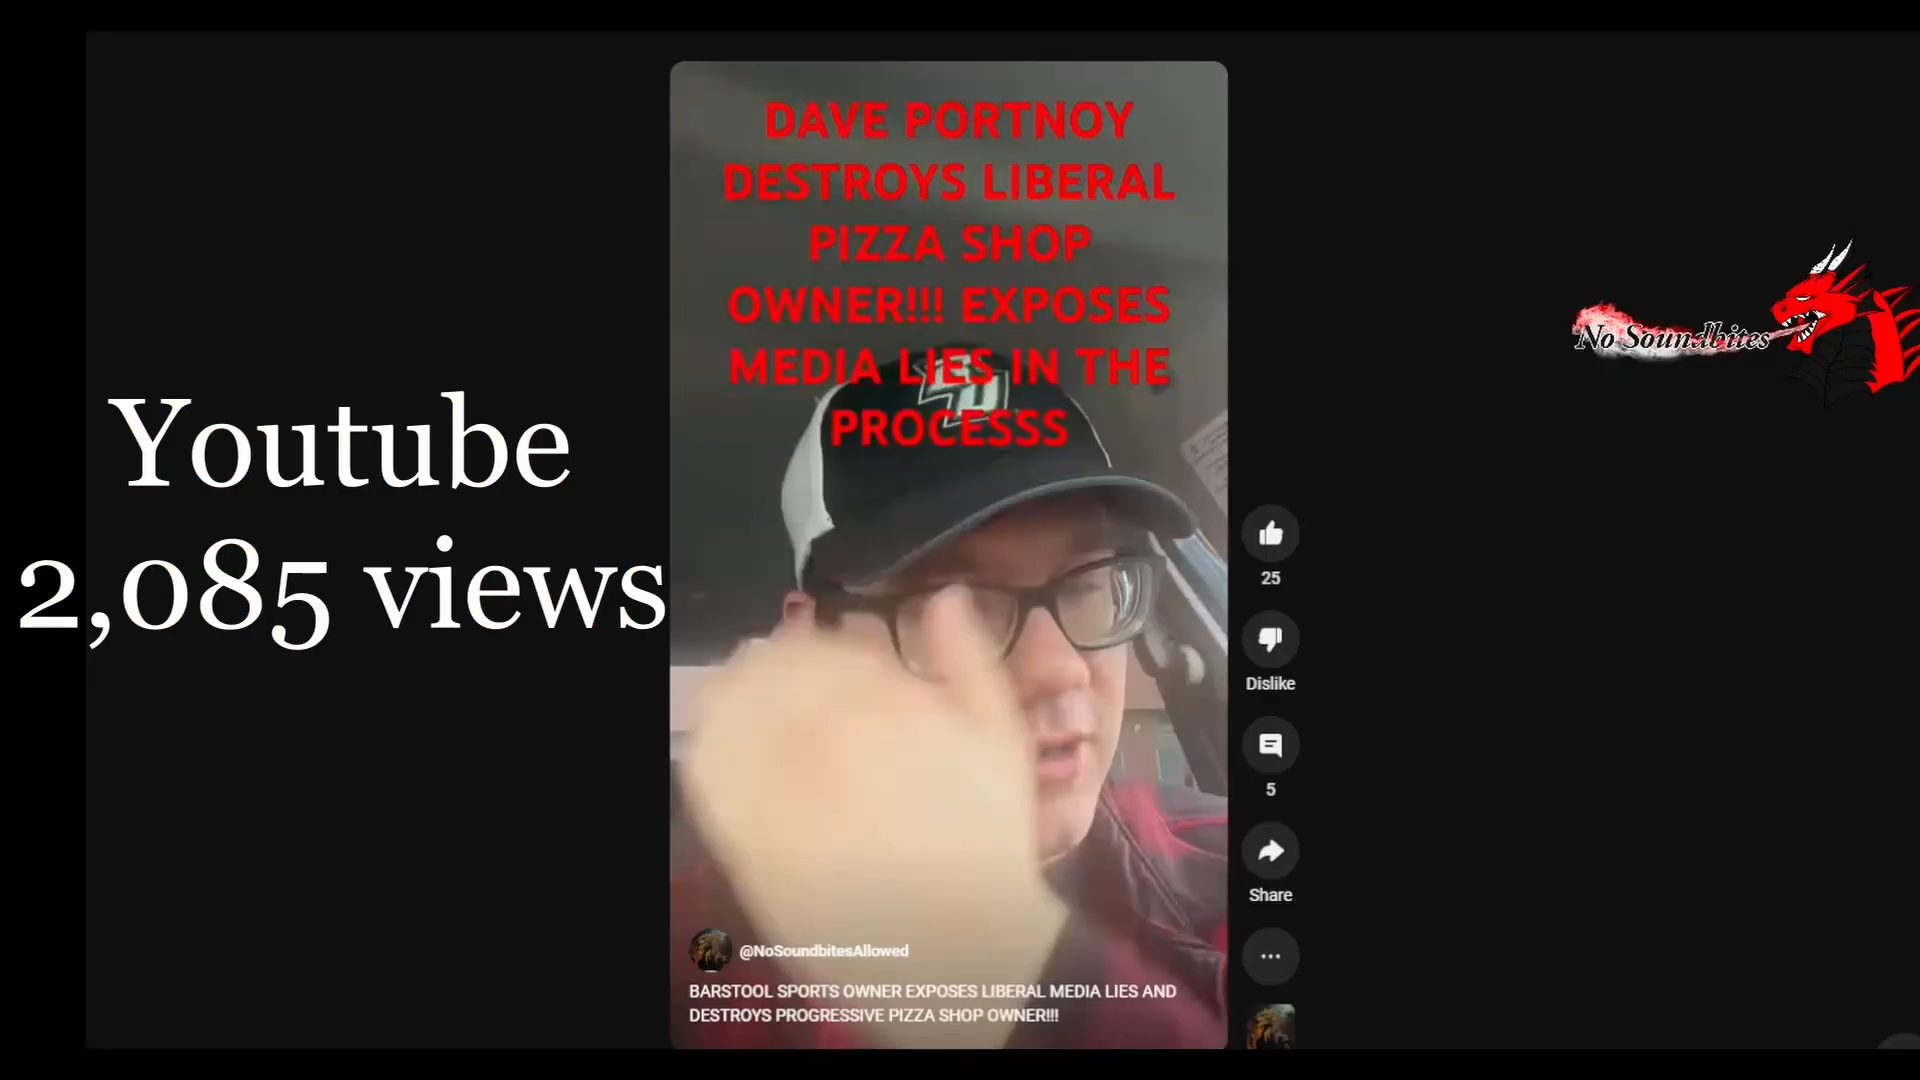 DAVE PORTNOY
DESTROYS LIBERAL
PIZZA SHOP
OWNER!!! EXPOSES
MEDIA LIES IN THE
PROCESSS
No Soundbites
Youtube
2,085 views
25
Dislike
5
Share
@NoSoundbitesAllowed
BARSTOOL SPORTS OWNER EXPOSES LIBERAL MEDIA LIES AND
DESTROYS PROGRESSIVE PIZZA SHOP OWNER!!!